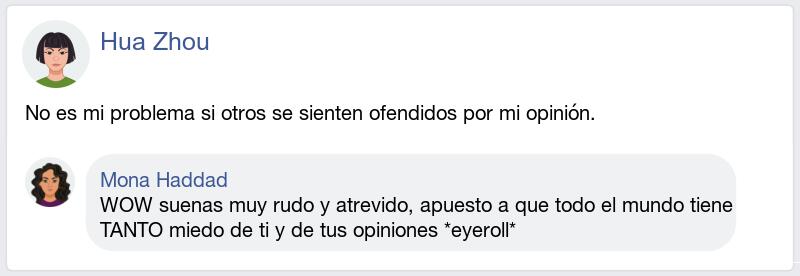 Hua Zhou
No es mi problema si otros se sienten ofendidos por mi opinión.
Mona Haddad
WOW suenas muy rudo y atrevido, apuesto a que todo el mundo tiene
TANTO miedo de ti y de tus opiniones *eyeroll*